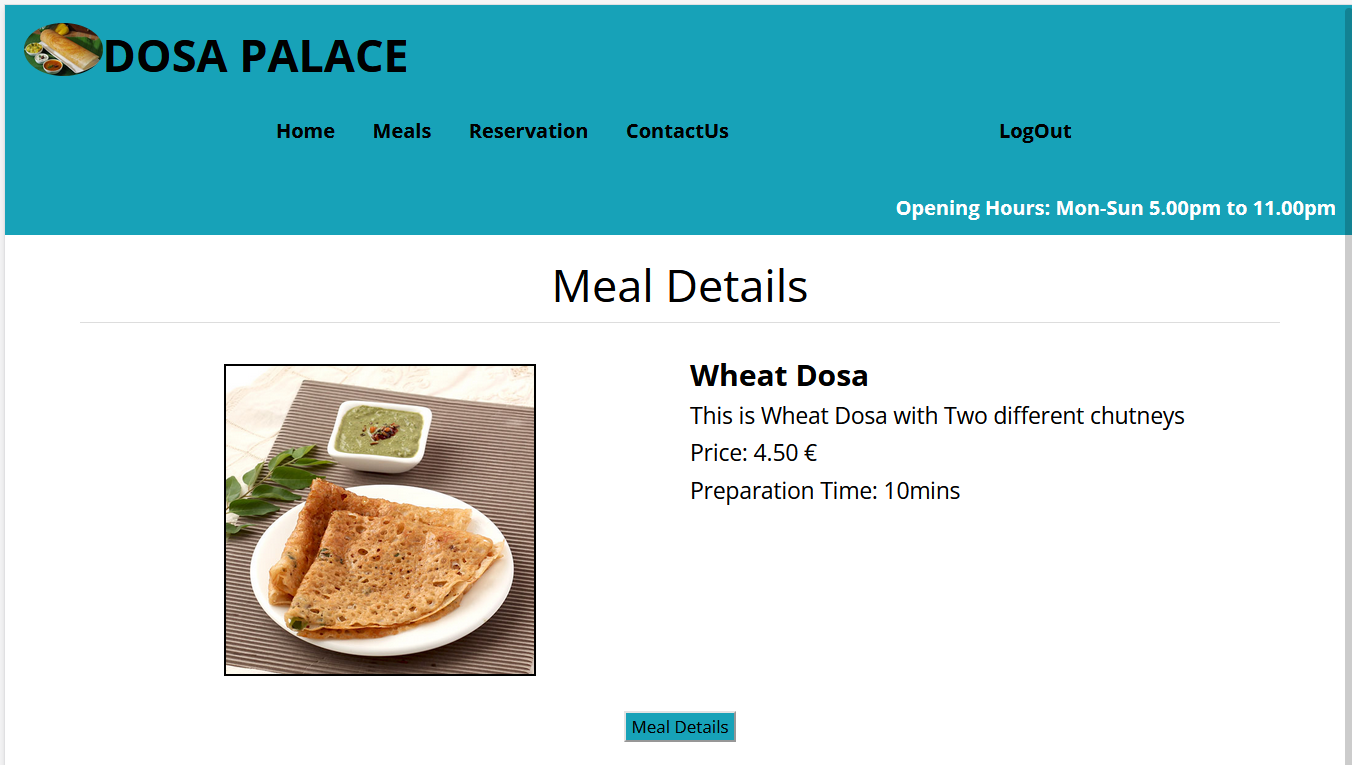 DOSA PALACE
Home Meals Reservation ContactUs LogOut
Opening Hours: Mon-Sun 5.00pm to 11.00pm
Meal Details
Wheat Dosa
This is Wheat Dosa with Two different chutneys
Price: 4.50 €
Preparation Time: 10mins
Meal Details